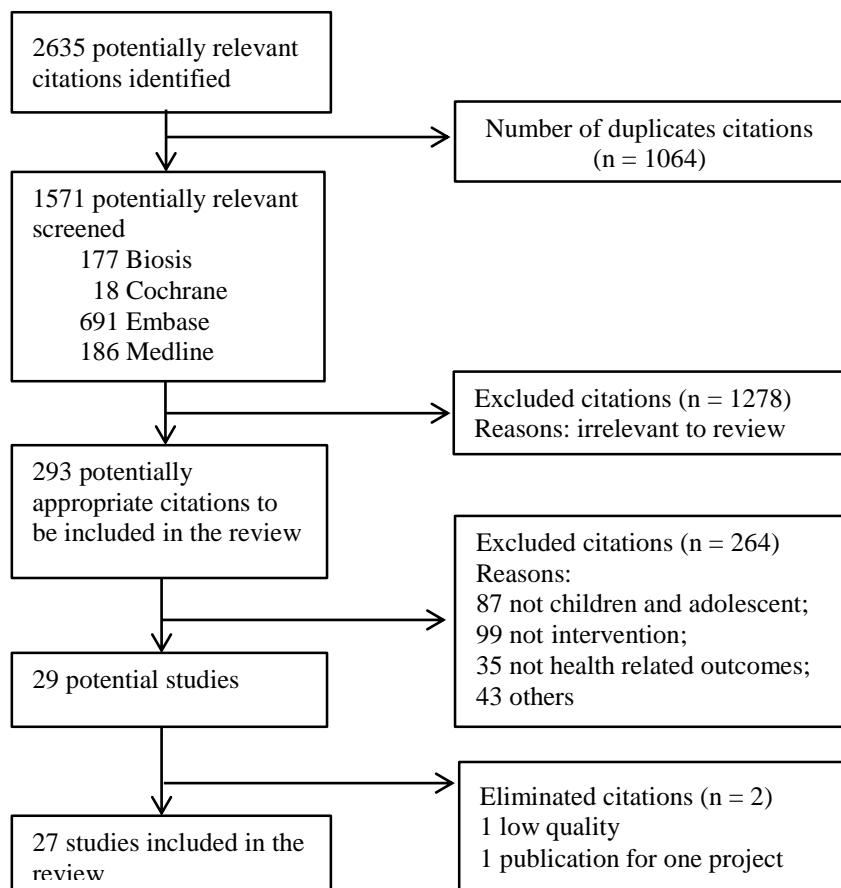 2635 potentially relevant
citations identified
Number of duplicates citations
(n = 1064)
1571 potentially relevant
screened
177 Biosis
18 Cochrane
691 Embase
186 Medline
Excluded citations (n = 1278)
Reasons: irrelevant to review
293 potentially
appropriate citations to
be included in the review
Excluded citations (n = 264)
Reasons:
87 not children and adolescent;
99 not intervention;
35 not health related outcomes;
43 others
29 potential studies
Eliminated citations (n = 2)
1 low quality
1 publication for one project
27 studies included in the
review